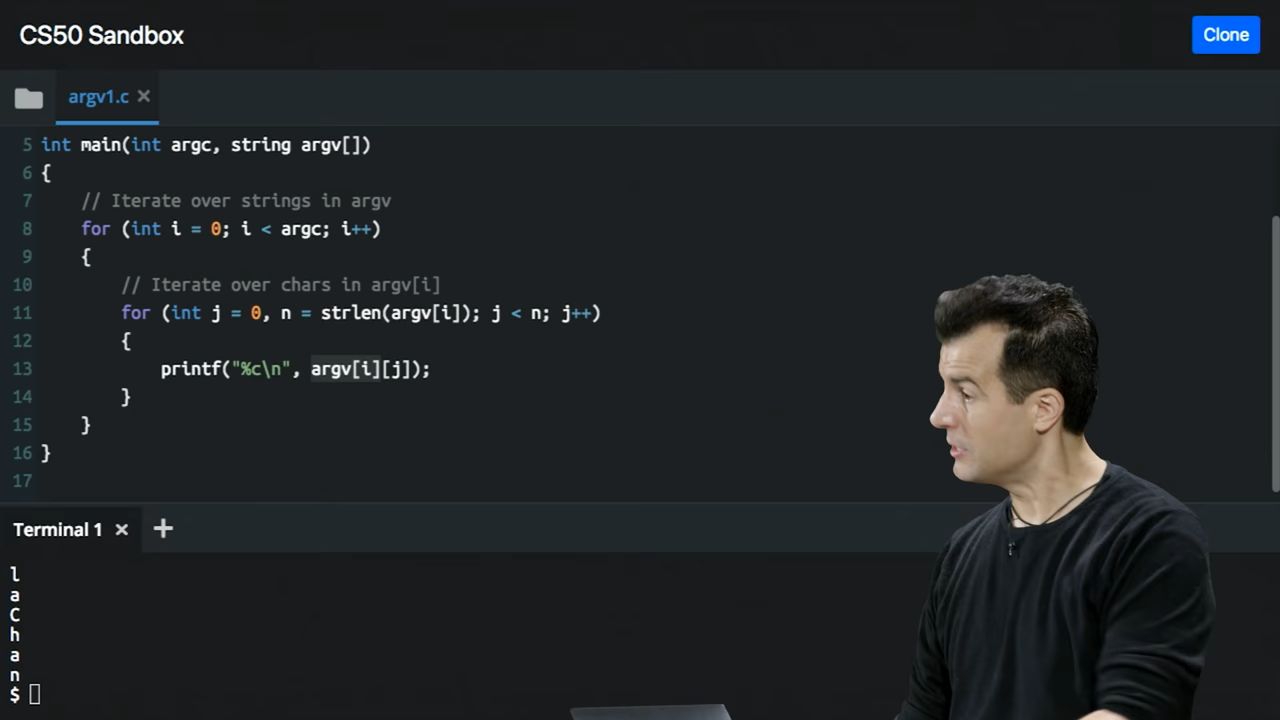 CS50 Sandbox
Clone
argv1.c ×
5 int main(int argc, string argv[])
6 {
7 // Iterate over strings in argv
8 for (int i = 0; i < argc; i++)
9 {
10 // Iterate over chars in argv[i]
11 for (int j = 0, n = strlen(argv[i]); j < n; j++)
12 {
13 printf("%c\n", argv[i][j]);
14 }
15 }
16 }
17
Terminal 1 × +
l
a
C
h
a
n
$